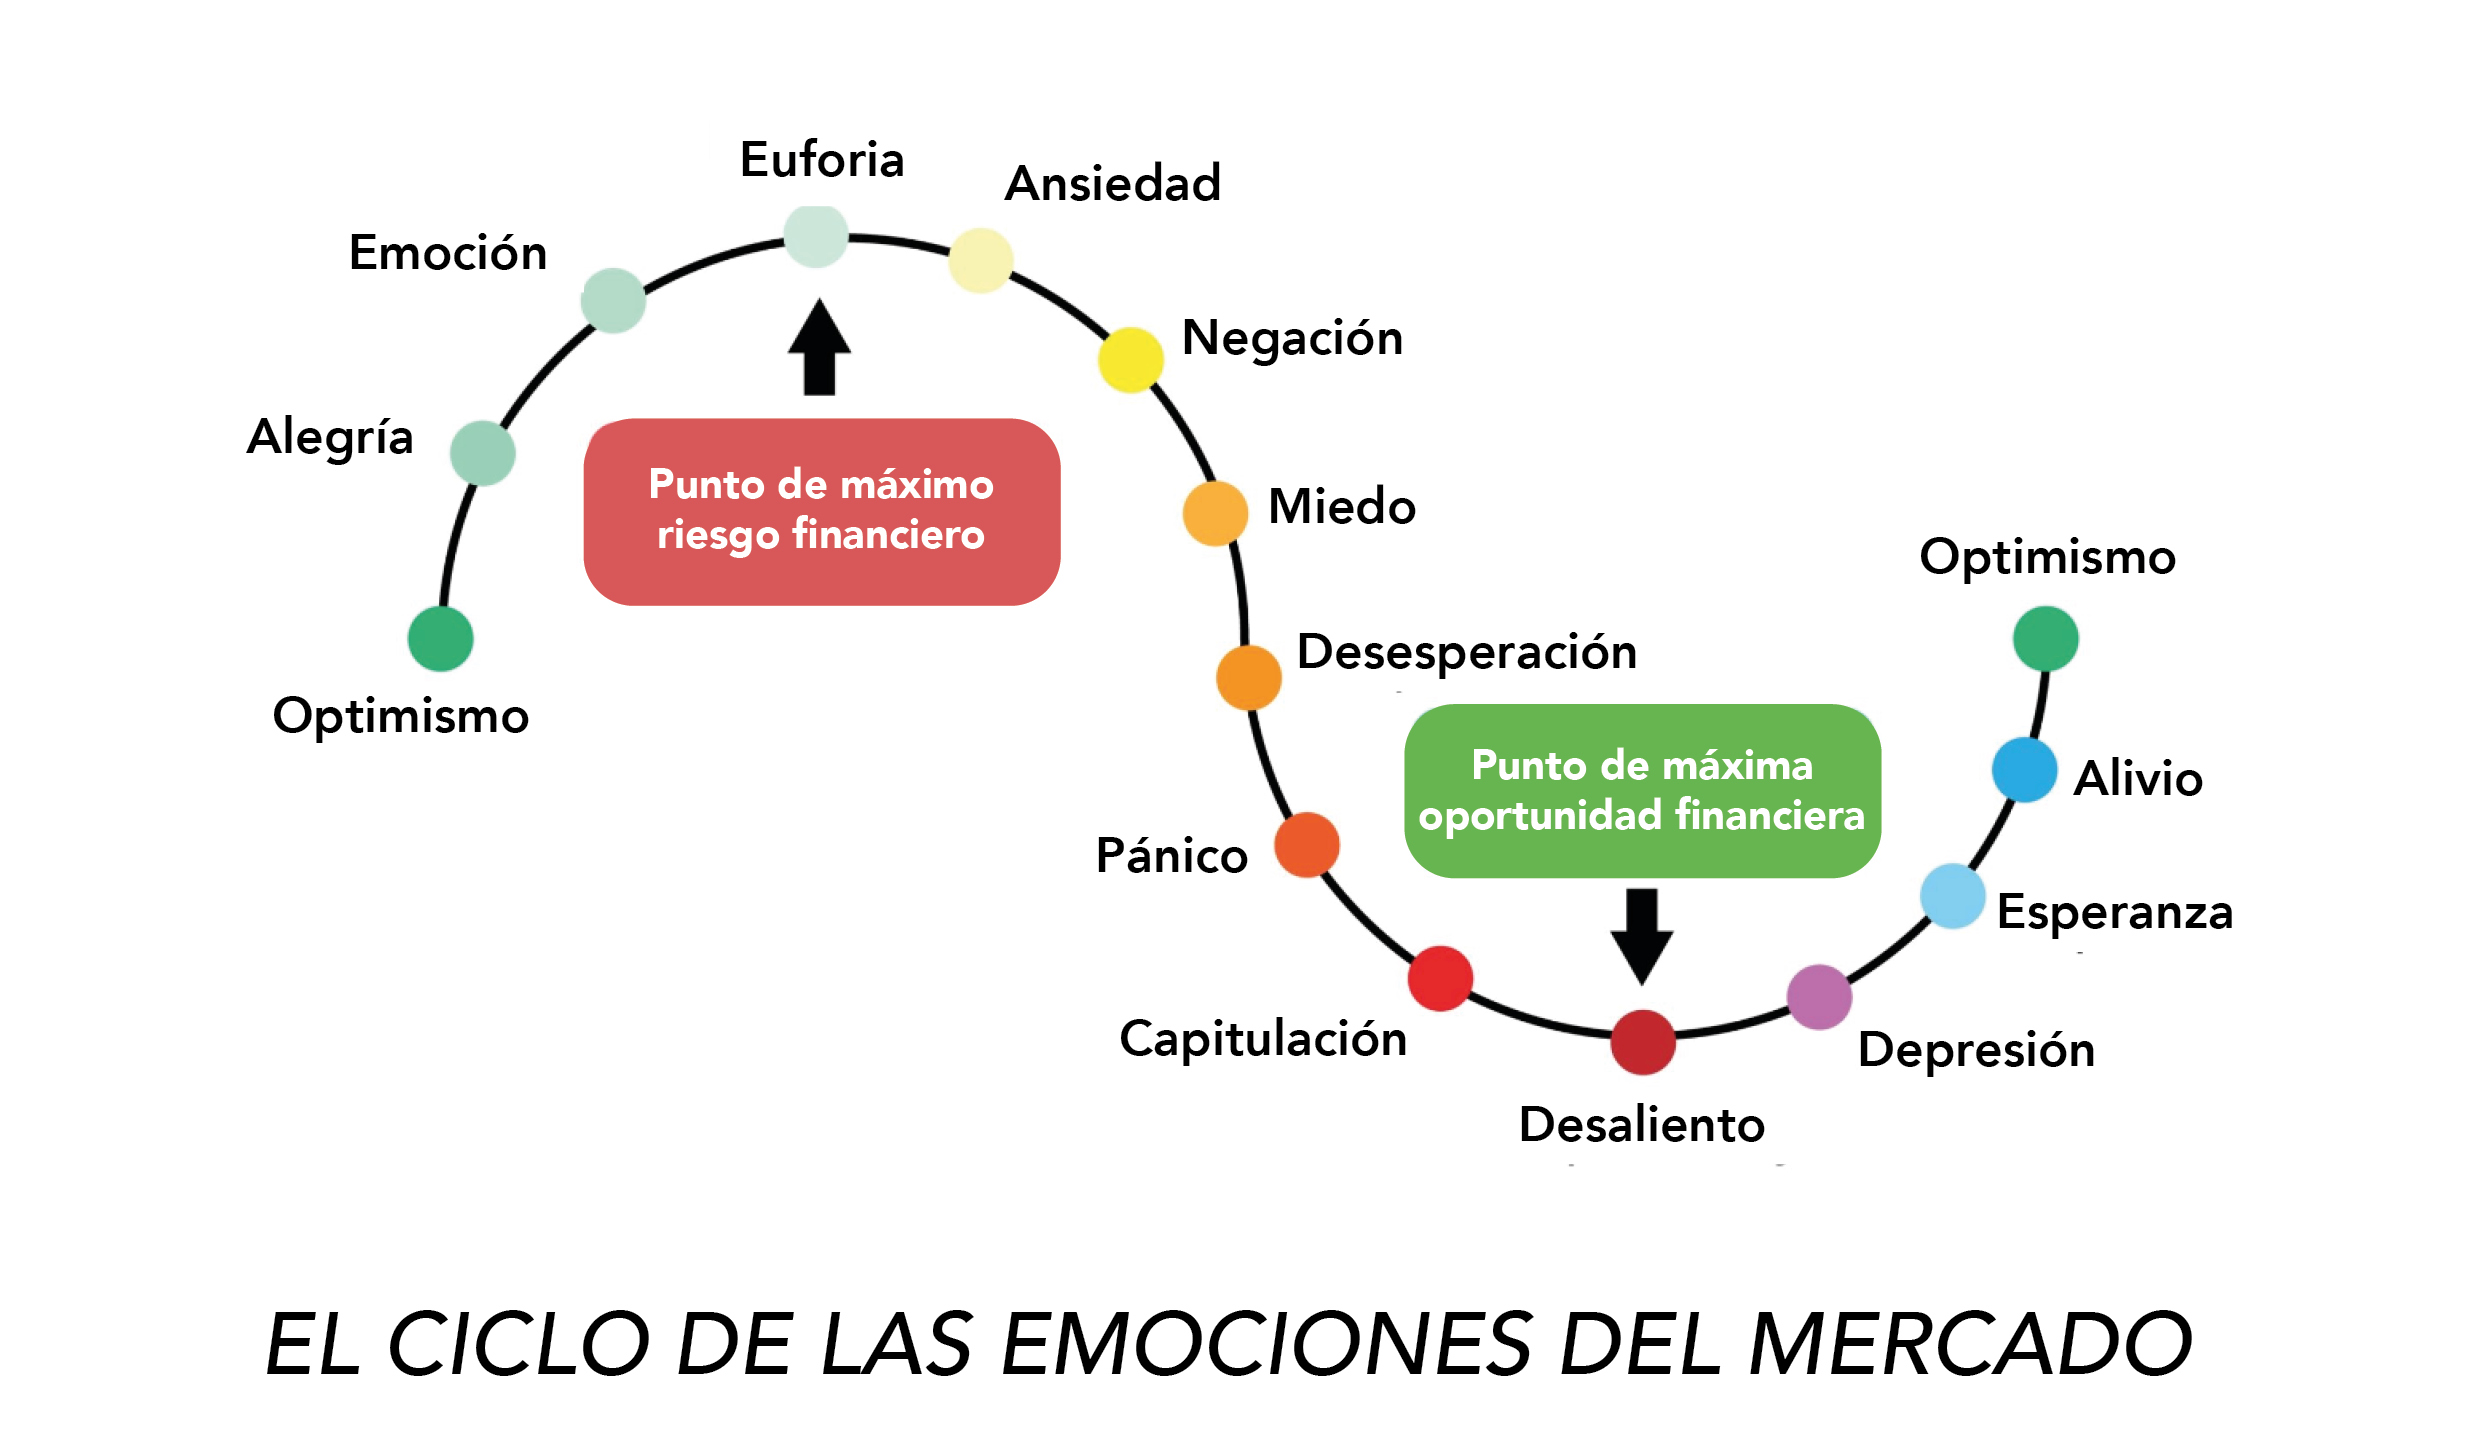 Euforia
Ansiedad
Emoción
Negación
Alegría
Punto de máximo
riesgo financiero
Miedo
Optimismo
Desesperación
Optimismo
Punto de máxima
oportunidad financiera
Alivio
Pánico
Esperanza
Capitulación
Depresión
Desaliento
EL CICLO DE LAS EMOCIONES DEL MERCADO